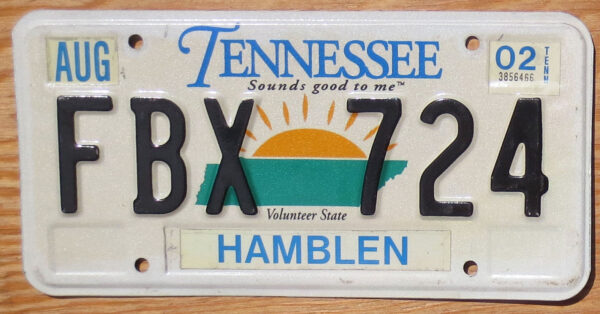 AUG TENNESSEE 02 TENN
Sounds good to me™ 3856466
FBX 724
Volunteer State
HAMBLEN